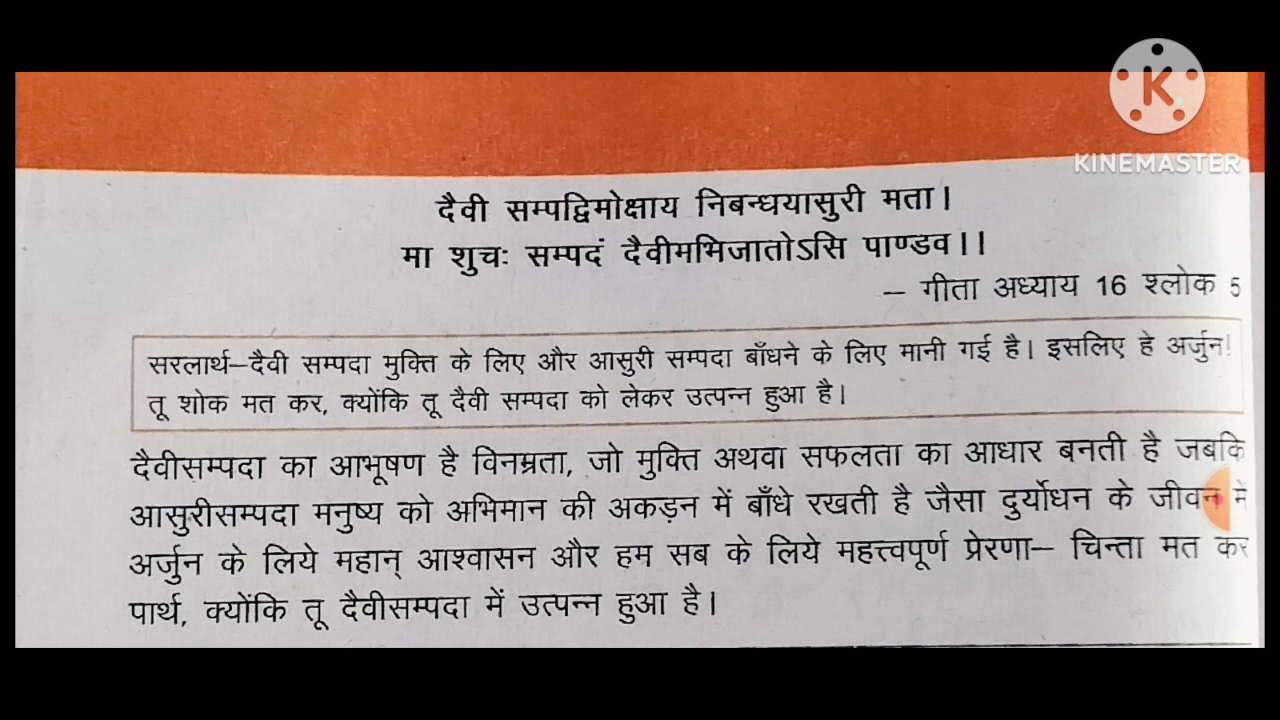 K
KINEMASTER
दैवी सम्पद्विमोक्षाय निबन्धयासुरी मता।
मा शुचः सम्पदं दैवीमभिजातोऽसि पाण्डव।।
– गीता अध्याय 16 श्लोक 5
सरलार्थ–दैवी सम्पदा मुक्ति के लिए और आसुरी सम्पदा बाँधने के लिए मानी गई है। इसलिए हे अर्जुन!
तू शोक मत कर, क्योंकि तू दैवी सम्पदा को लेकर उत्पन्न हुआ है।
दैवीसम्पदा का आभूषण है विनम्रता, जो मुक्ति अथवा सफलता का आधार बनती है जबकि
आसुरीसम्पदा मनुष्य को अभिमान की अकड़न में बाँधे रखती है जैसा दुर्योधन के जीवन में
अर्जुन के लिये महान् आश्वासन और हम सब के लिये महत्त्वपूर्ण प्रेरणा– चिन्ता मत कर
पार्थ, क्योंकि तू दैवीसम्पदा में उत्पन्न हुआ है।